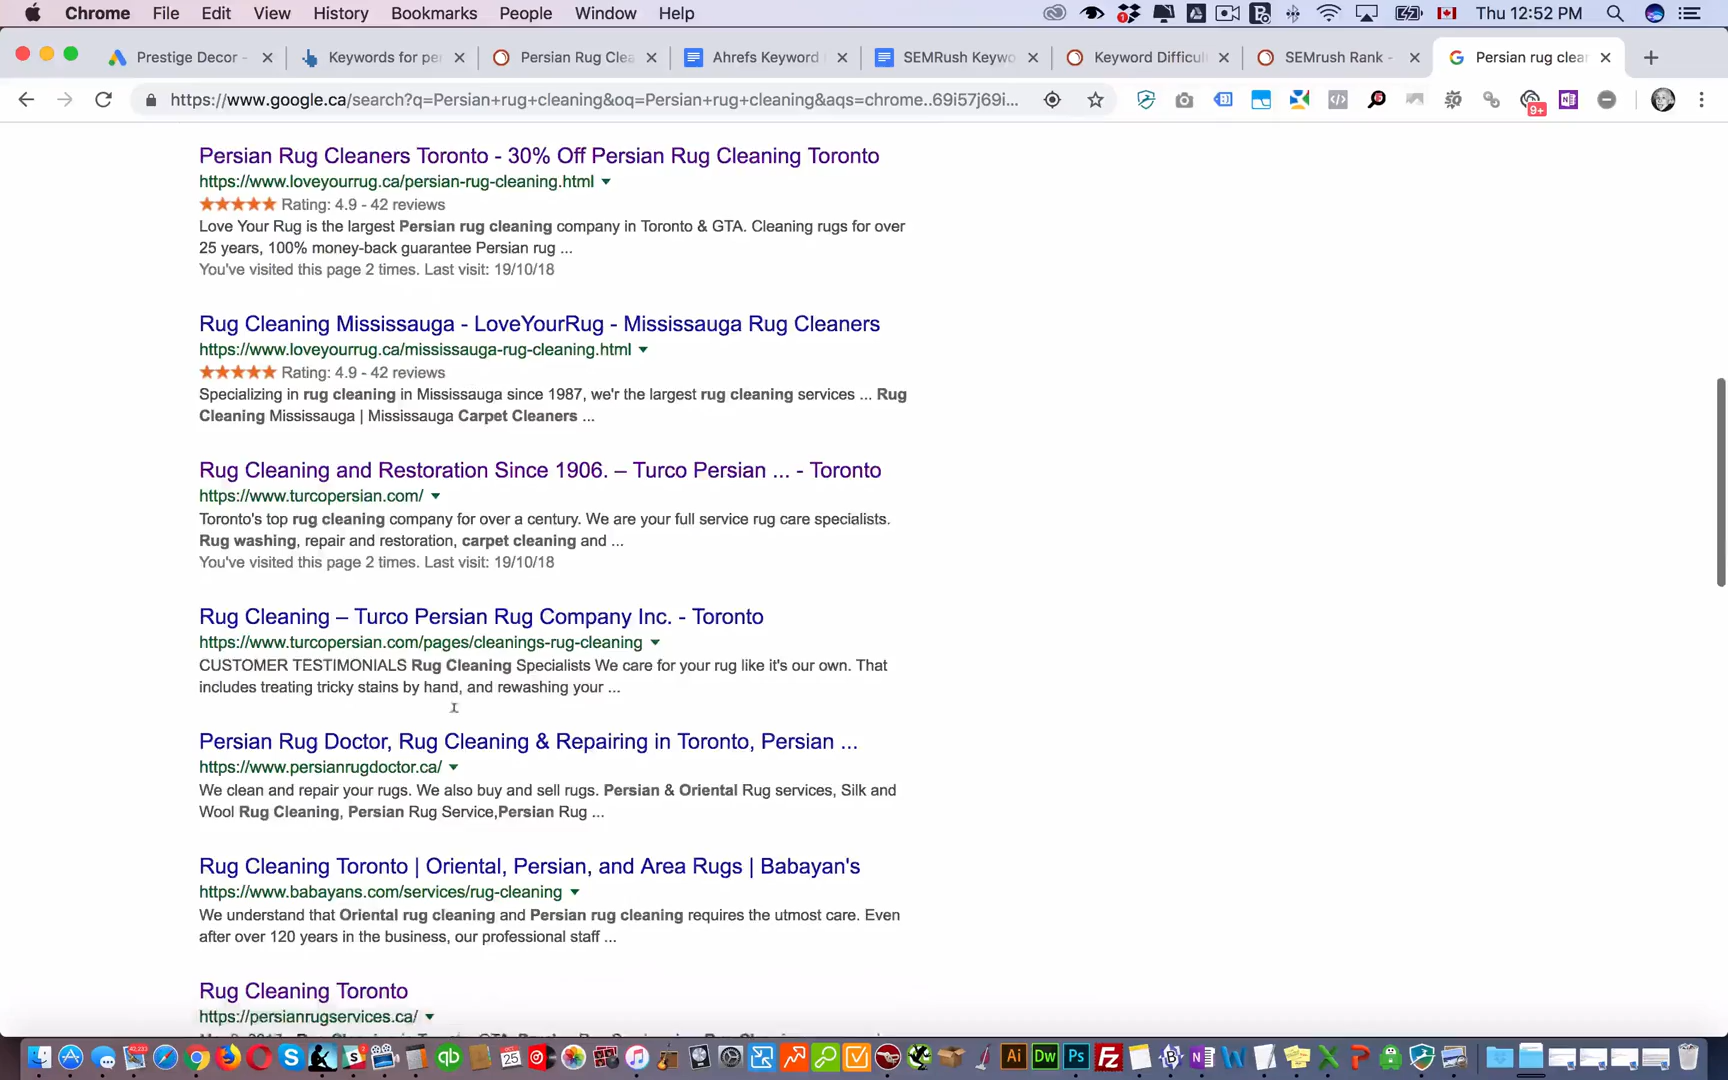 Chrome File Edit View History Bookmarks People Window Help Thu 12:52 PM
Prestige Decor - Keywords for pe Persian Rug Clea Ahrefs Keyword SEMRush Keywo Keyword Difficul SEMrush Rank - Persian rug clean
https://www.google.ca/search?q=Persian+rug+cleaning&oq=Persian+rug+cleaning&aqs=chrome..69i57j69i... 9+
Persian Rug Cleaners Toronto - 30% Off Persian Rug Cleaning Toronto
https://www.loveyourrug.ca/persian-rug-cleaning.html
Rating: 4.9 - 42 reviews
Love Your Rug is the largest Persian rug cleaning company in Toronto & GTA. Cleaning rugs for over
25 years, 100% money-back guarantee Persian rug ...
You've visited this page 2 times. Last visit: 19/10/18
Rug Cleaning Mississauga - LoveYourRug - Mississauga Rug Cleaners
https://www.loveyourrug.ca/mississauga-rug-cleaning.html
Rating: 4.9 - 42 reviews
Specializing in rug cleaning in Mississauga since 1987, we'r the largest rug cleaning services ... Rug
Cleaning Mississauga | Mississauga Carpet Cleaners ...
Rug Cleaning and Restoration Since 1906. – Turco Persian ... - Toronto
https://www.turcopersian.com/
Toronto's top rug cleaning company for over a century. We are your full service rug care specialists.
Rug washing, repair and restoration, carpet cleaning and ...
You've visited this page 2 times. Last visit: 19/10/18
Rug Cleaning – Turco Persian Rug Company Inc. - Toronto
https://www.turcopersian.com/pages/cleanings-rug-cleaning
CUSTOMER TESTIMONIALS Rug Cleaning Specialists We care for your rug like it's our own. That
includes treating tricky stains by hand, and rewashing your ...
Persian Rug Doctor, Rug Cleaning & Repairing in Toronto, Persian ...
https://www.persianrugdoctor.ca/
We clean and repair your rugs. We also buy and sell rugs. Persian & Oriental Rug services, Silk and
Wool Rug Cleaning, Persian Rug Service,Persian Rug ...
Rug Cleaning Toronto | Oriental, Persian, and Area Rugs | Babayan's
https://www.babayans.com/services/rug-cleaning
We understand that Oriental rug cleaning and Persian rug cleaning requires the utmost care. Even
after over 120 years in the business, our professional staff ...
Rug Cleaning Toronto
https://persianrugservices.ca/